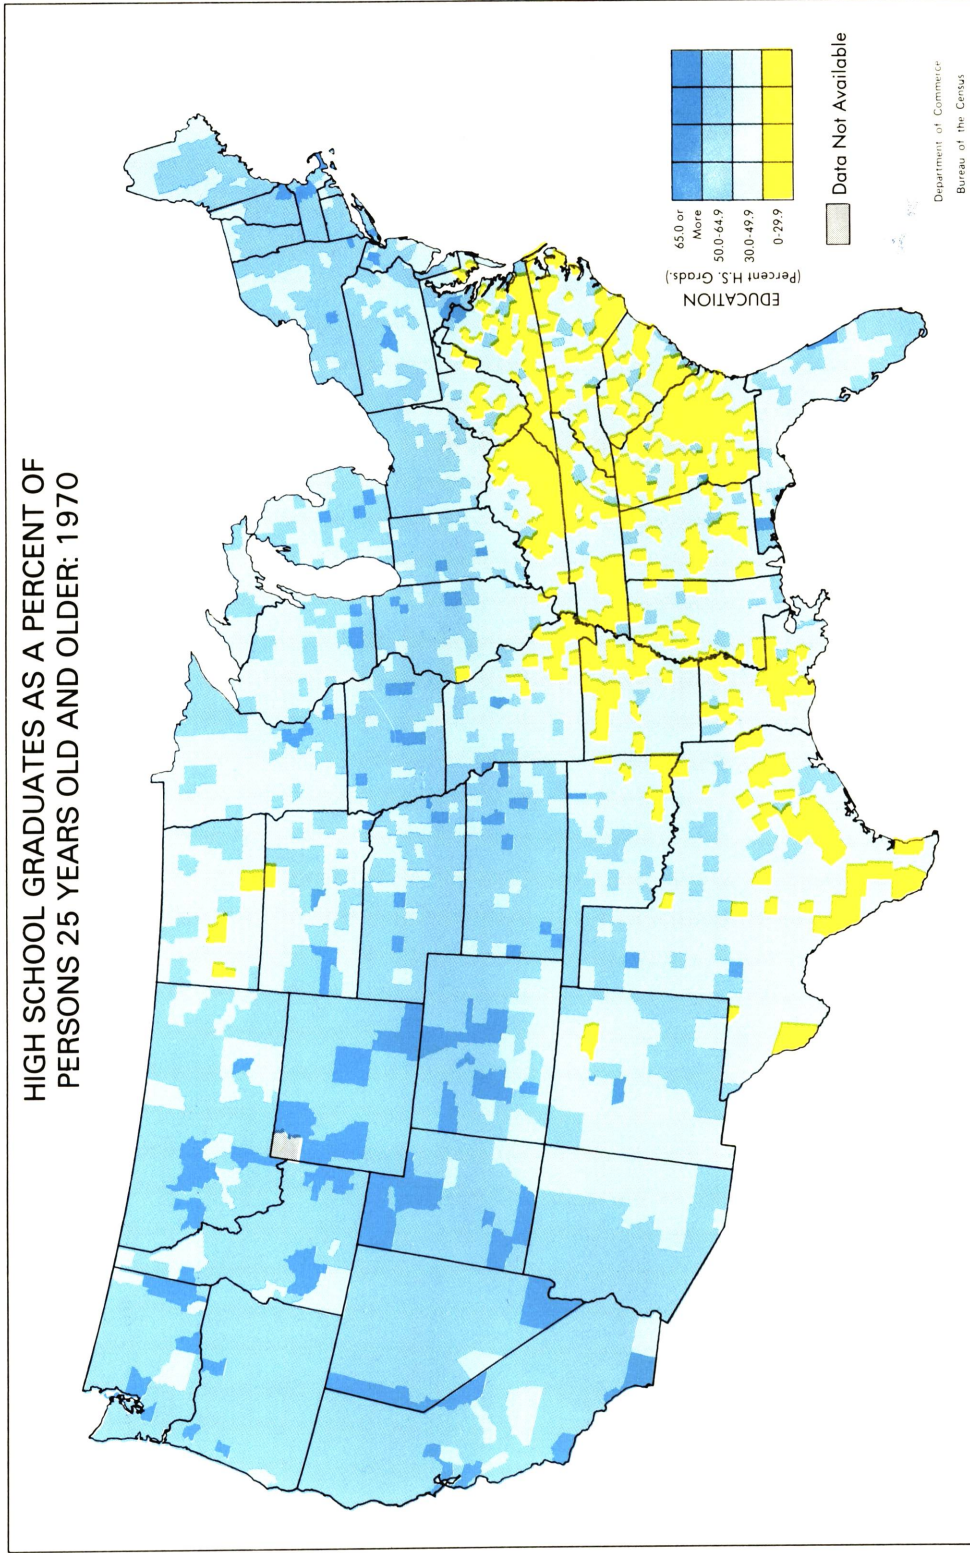 HIGH SCHOOL GRADUATES AS A PERCENT OF
PERSONS 25 YEARS OLD AND OLDER: 1970
EDUCATION
(Percent H.S. Grads.)
65.0 or
More
50.0-64.9
30.0-49.9
0-29.9
Data Not Available
Department of Commerce
Bureau of the Census